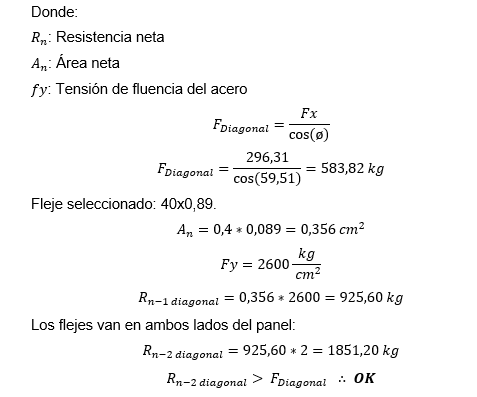 Donde:
Rₙ: Resistencia neta
Aₙ: Área neta
fy: Tensión de fluencia del acero
F_Diagonal = Fx / cos(ø)
F_Diagonal = 296,31 / cos(59,51) = 583,82 kg
Fleje seleccionado: 40x0,89.
Aₙ = 0,4 * 0,089 = 0,356 cm²
Fy = 2600 kg / cm²
Rₙ₋₁ diagonal = 0,356 * 2600 = 925,60 kg
Los flejes van en ambos lados del panel:
Rₙ₋₂ diagonal = 925,60 * 2 = 1851,20 kg
Rₙ₋₂ diagonal > F_Diagonal ∴ OK